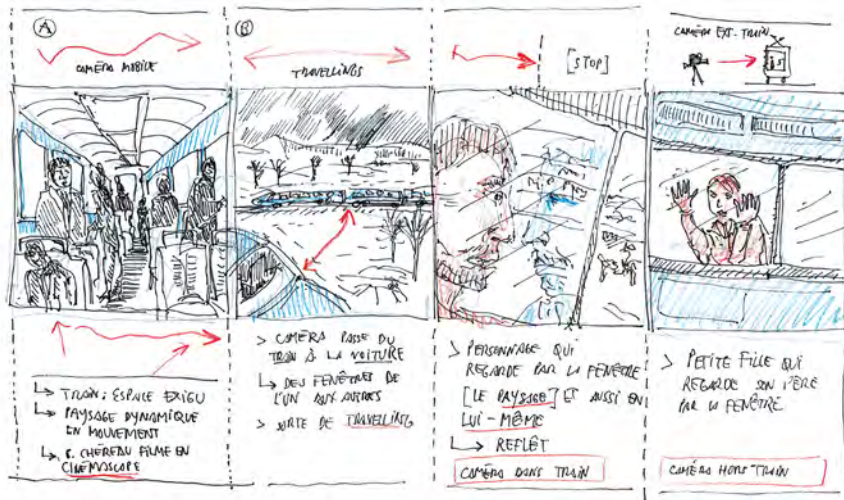 A
CAMÉRA MOBILE
B
TRAVELLINGS
[STOP]
CAMÉRA EXT. TRAIN
TRAIN : ESPACE EXIGU
PAYSAGE DYNAMIQUE
EN MOUVEMENT
CHÉREAU FILME EN
CINÉMASCOPE
> CAMÉRA PASSE DU
TRAIN À LA VOITURE
DES FENÊTRES DE
L'UN AUX AUTRES
> SORTE DE TRAVELLING
> PERSONNAGE QUI
REGARDE PAR LA FENÊTRE
[LE PAYSAGE] ET AUSSI EN
LUI-MÊME
REFLÊT
CAMÉRA DANS TRAIN
> PETITE FILLE QUI
REGARDE SON PÈRE
PAR LA FENÊTRE
CAMÉRA HORS-TRAIN